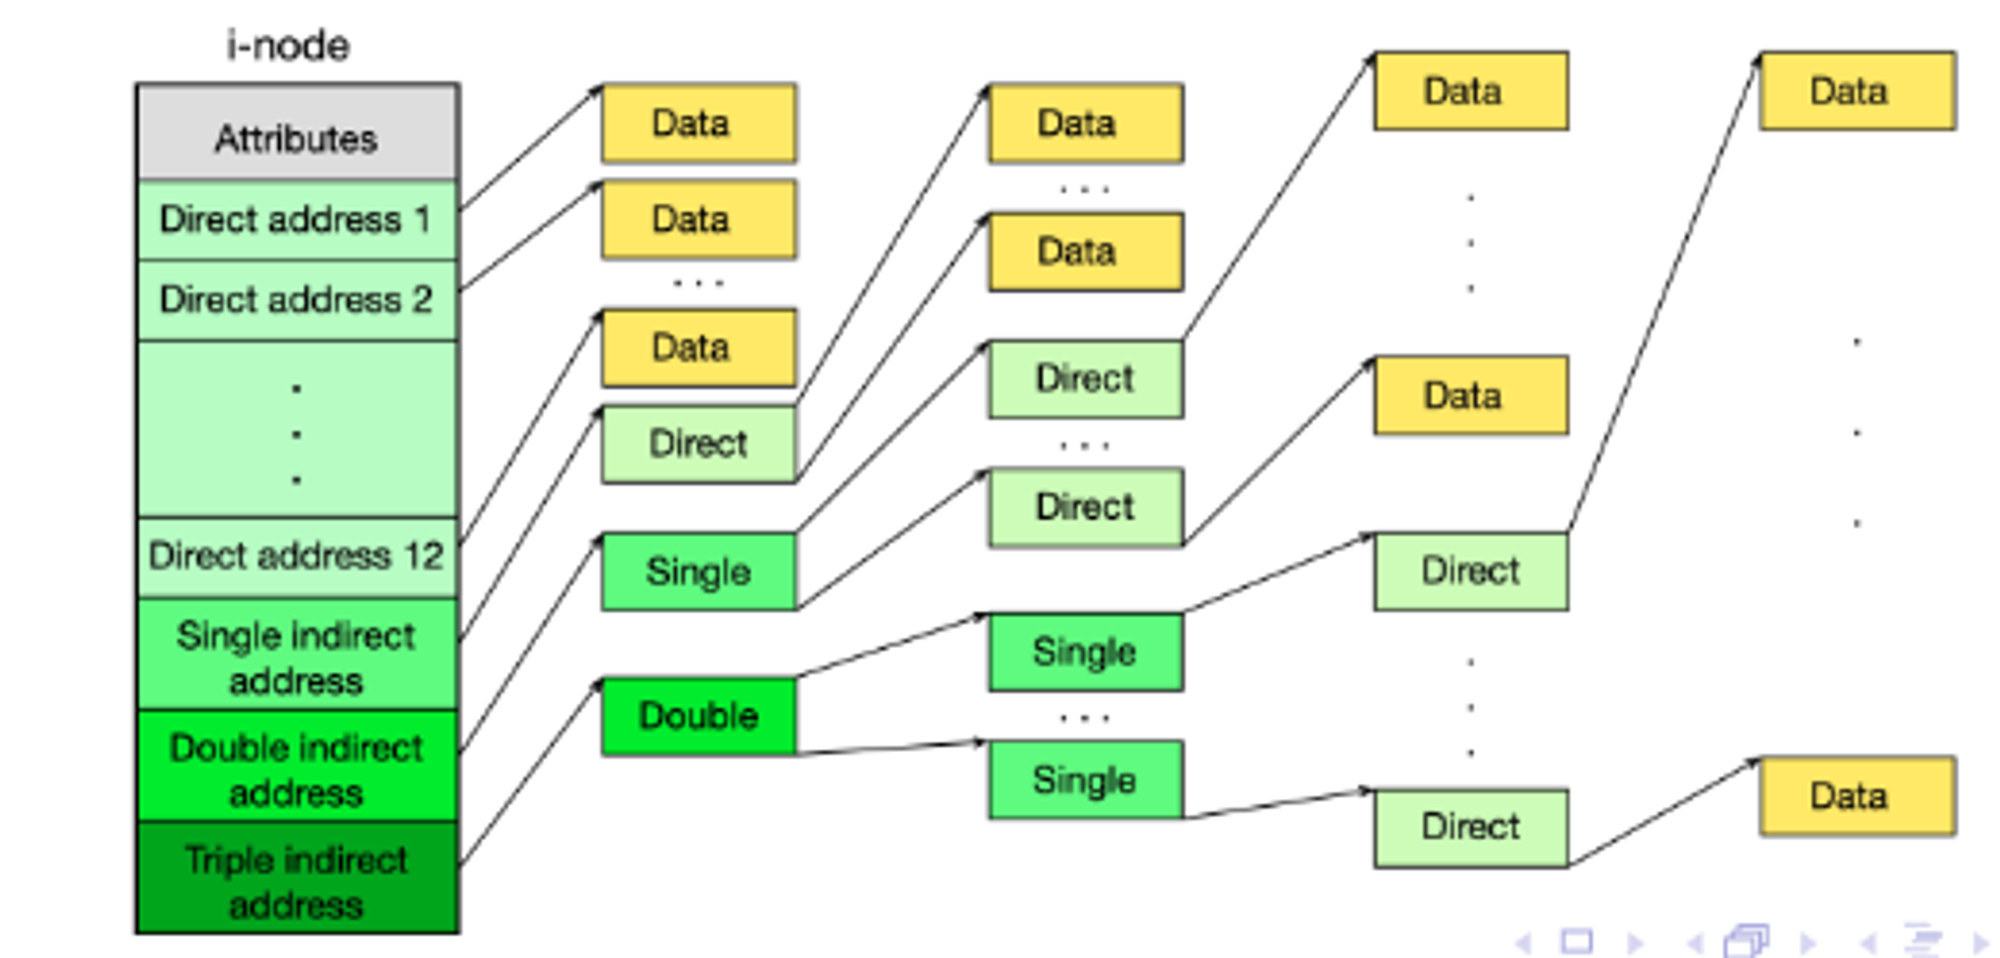 i-node
Attributes
Direct address 1
Direct address 2
.
.
.
Direct address 12
Single indirect
address
Double indirect
address
Triple indirect
address
Data
Data
...
Data
Direct
Single
Double
Data
...
Data
Direct
...
Direct
Single
...
Single
Data
.
.
.
Data
Direct
.
.
.
Direct
Data
.
.
.
Data